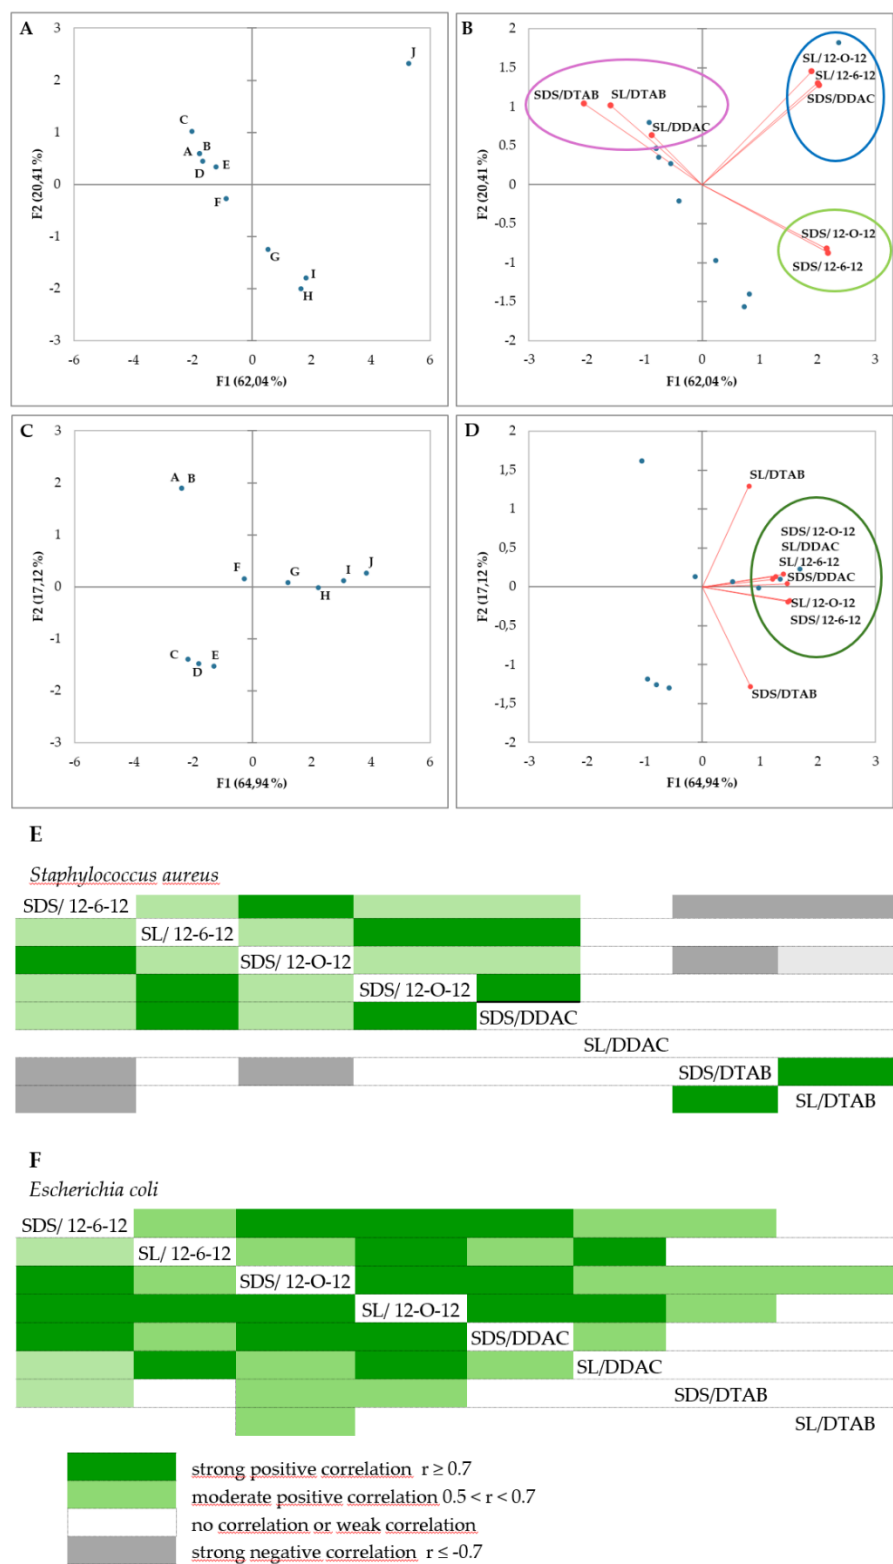 A
3
2
1
0
-1
-2
-3
-6
-4
-2
0
2
4
6
F2 (20,41 %)
F1 (62,04 %)
J
C
B
A
E
D
F
G
I
H
B
2
1.5
1
0.5
0
-0.5
-1
-1.5
-2
-3
-2
-1
0
1
2
3
F2 (20,41 %)
F1 (62,04 %)
SL/ 12-O-12
SL/ 12-6-12
SDS/DDAC
SDS/DTAB
SL/DTAB
SL/DDAC
SDS/ 12-O-12
SDS/ 12-6-12
C
3
2
1
0
-1
-2
-3
-6
-4
-2
0
2
4
6
F2 (17,12 %)
F1 (64,94 %)
A B
F
G
I
J
H
C
D
E
D
2
1,5
1
0,5
0
-0,5
-1
-1,5
-2
-3
-2
-1
0
1
2
3
F2 (17,12 %)
F1 (64,94 %)
SL/DTAB
SDS/ 12-O-12
SL/DDAC
SL/ 12-6-12
SDS/DDAC
SL/ 12-O-12
SDS/ 12-6-12
SDS/DTAB
E
Staphylococcus aureus
SDS/ 12-6-12
SL/ 12-6-12
SDS/ 12-O-12
SDS/ 12-O-12
SDS/DDAC
SL/DDAC
SDS/DTAB
SL/DTAB
F
Escherichia coli
SDS/ 12-6-12
SL/ 12-6-12
SDS/ 12-O-12
SL/ 12-O-12
SDS/DDAC
SL/DDAC
SDS/DTAB
SL/DTAB
strong positive correlation r ≥ 0.7
moderate positive correlation 0.5 < r < 0.7
no correlation or weak correlation
strong negative correlation r ≤ -0.7